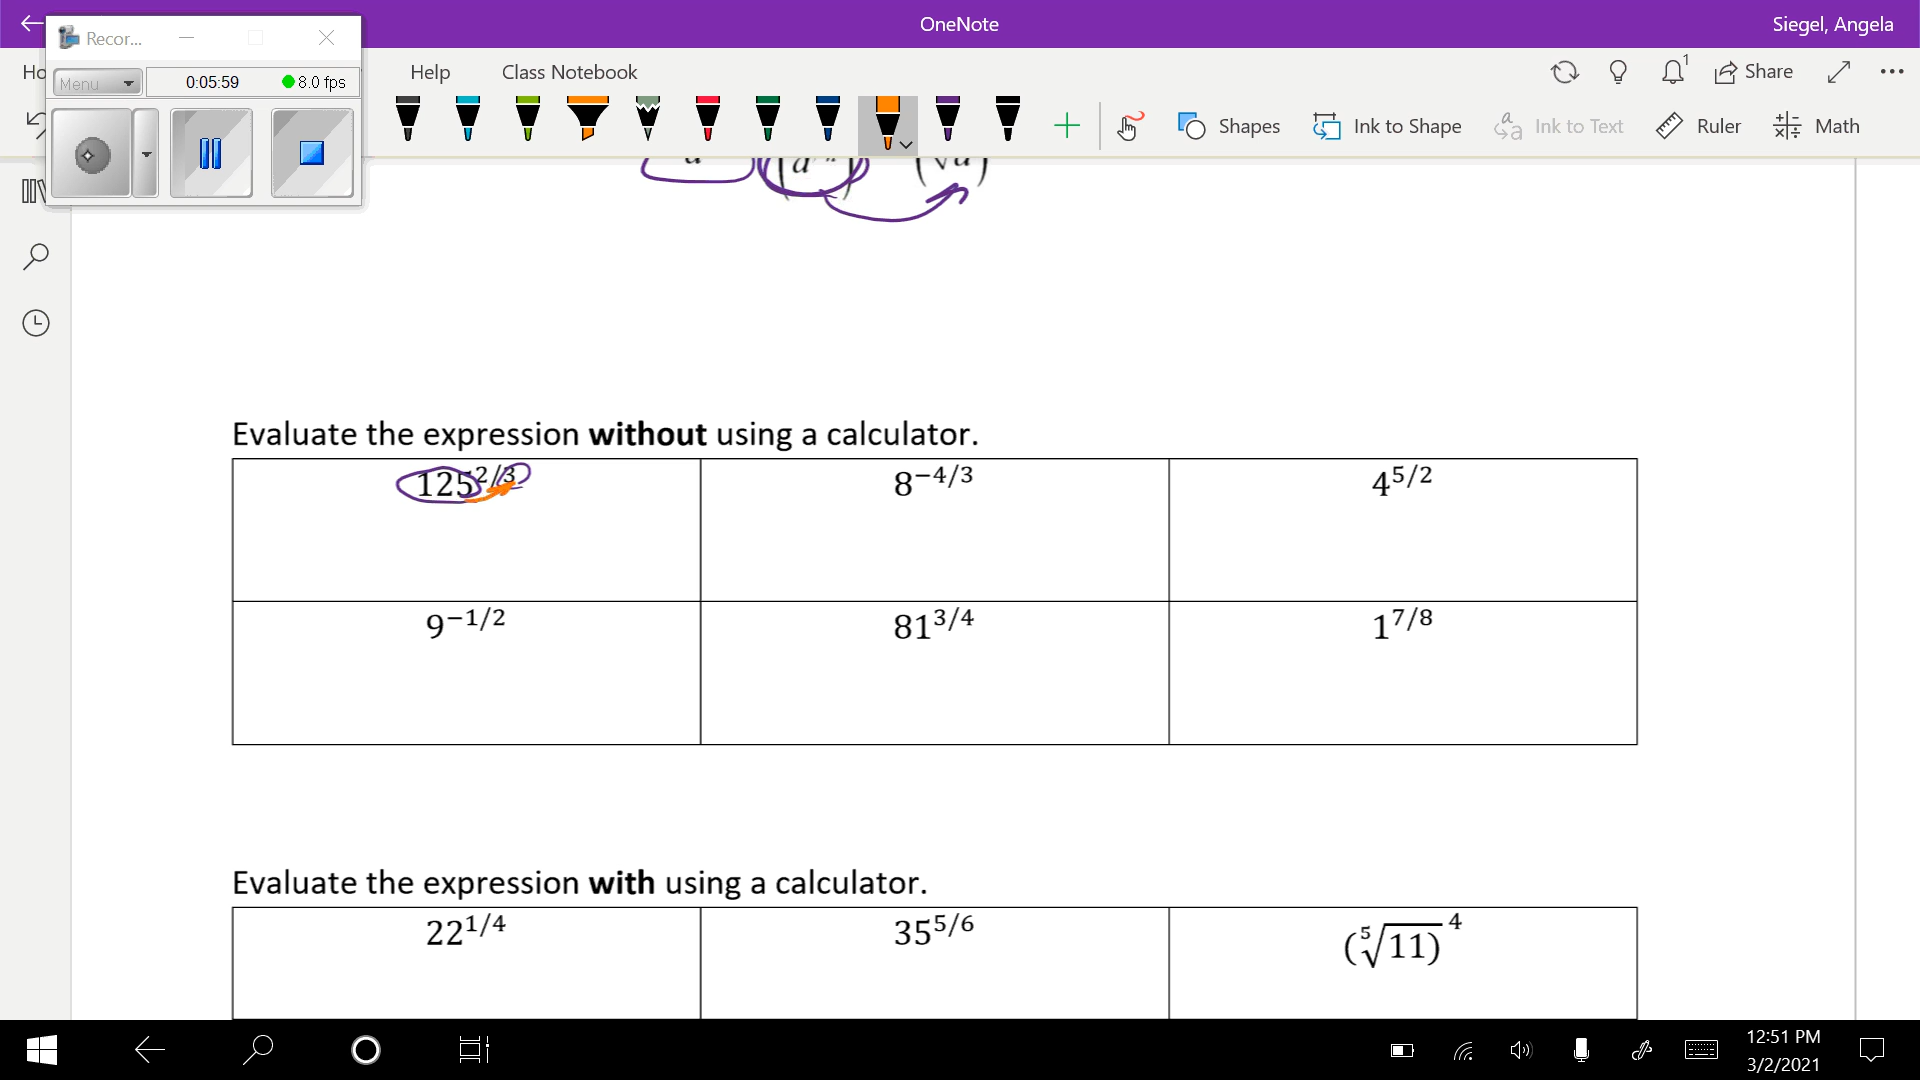 OneNote
Siegel, Angela
Recor...
Menu 0:05:59 8.0 fps
Help Class Notebook
1 Share
Shapes Ink to Shape Ink to Text Ruler Math
Evaluate the expression without using a calculator.
125^{2/3} 8^{-4/3} 4^{5/2}
9^{-1/2} 81^{3/4} 1^{7/8}
Evaluate the expression with using a calculator.
22^{1/4} 35^{5/6} (⁵√11)^4
12:51 PM
3/2/2021